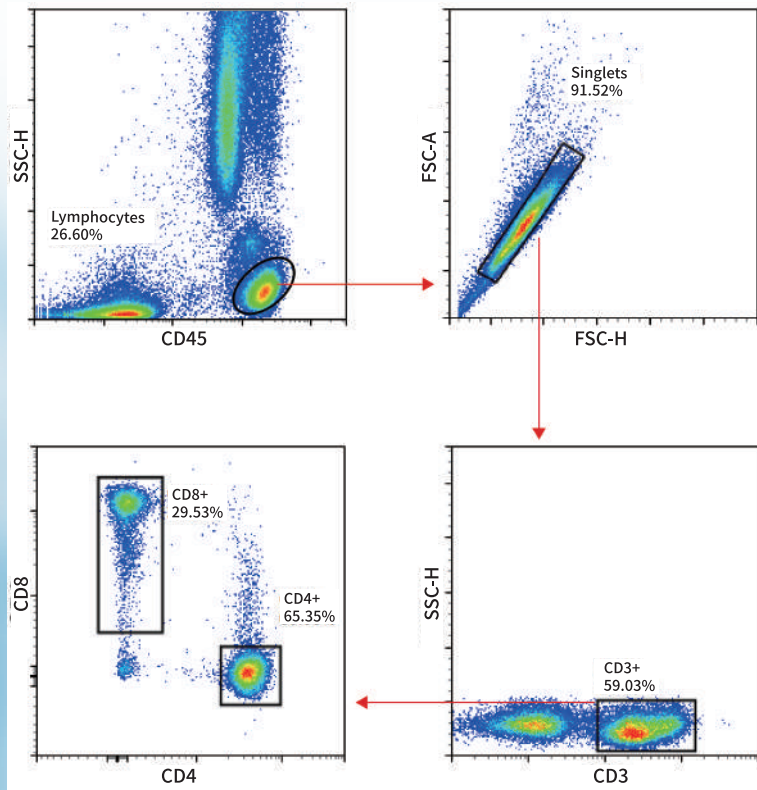 SSC-H
Lymphocytes
26.60%
CD45
FSC-A
Singlets
91.52%
FSC-H
CD8
CD8+
29.53%
CD4+
65.35%
CD4
SSC-H
CD3+
59.03%
CD3